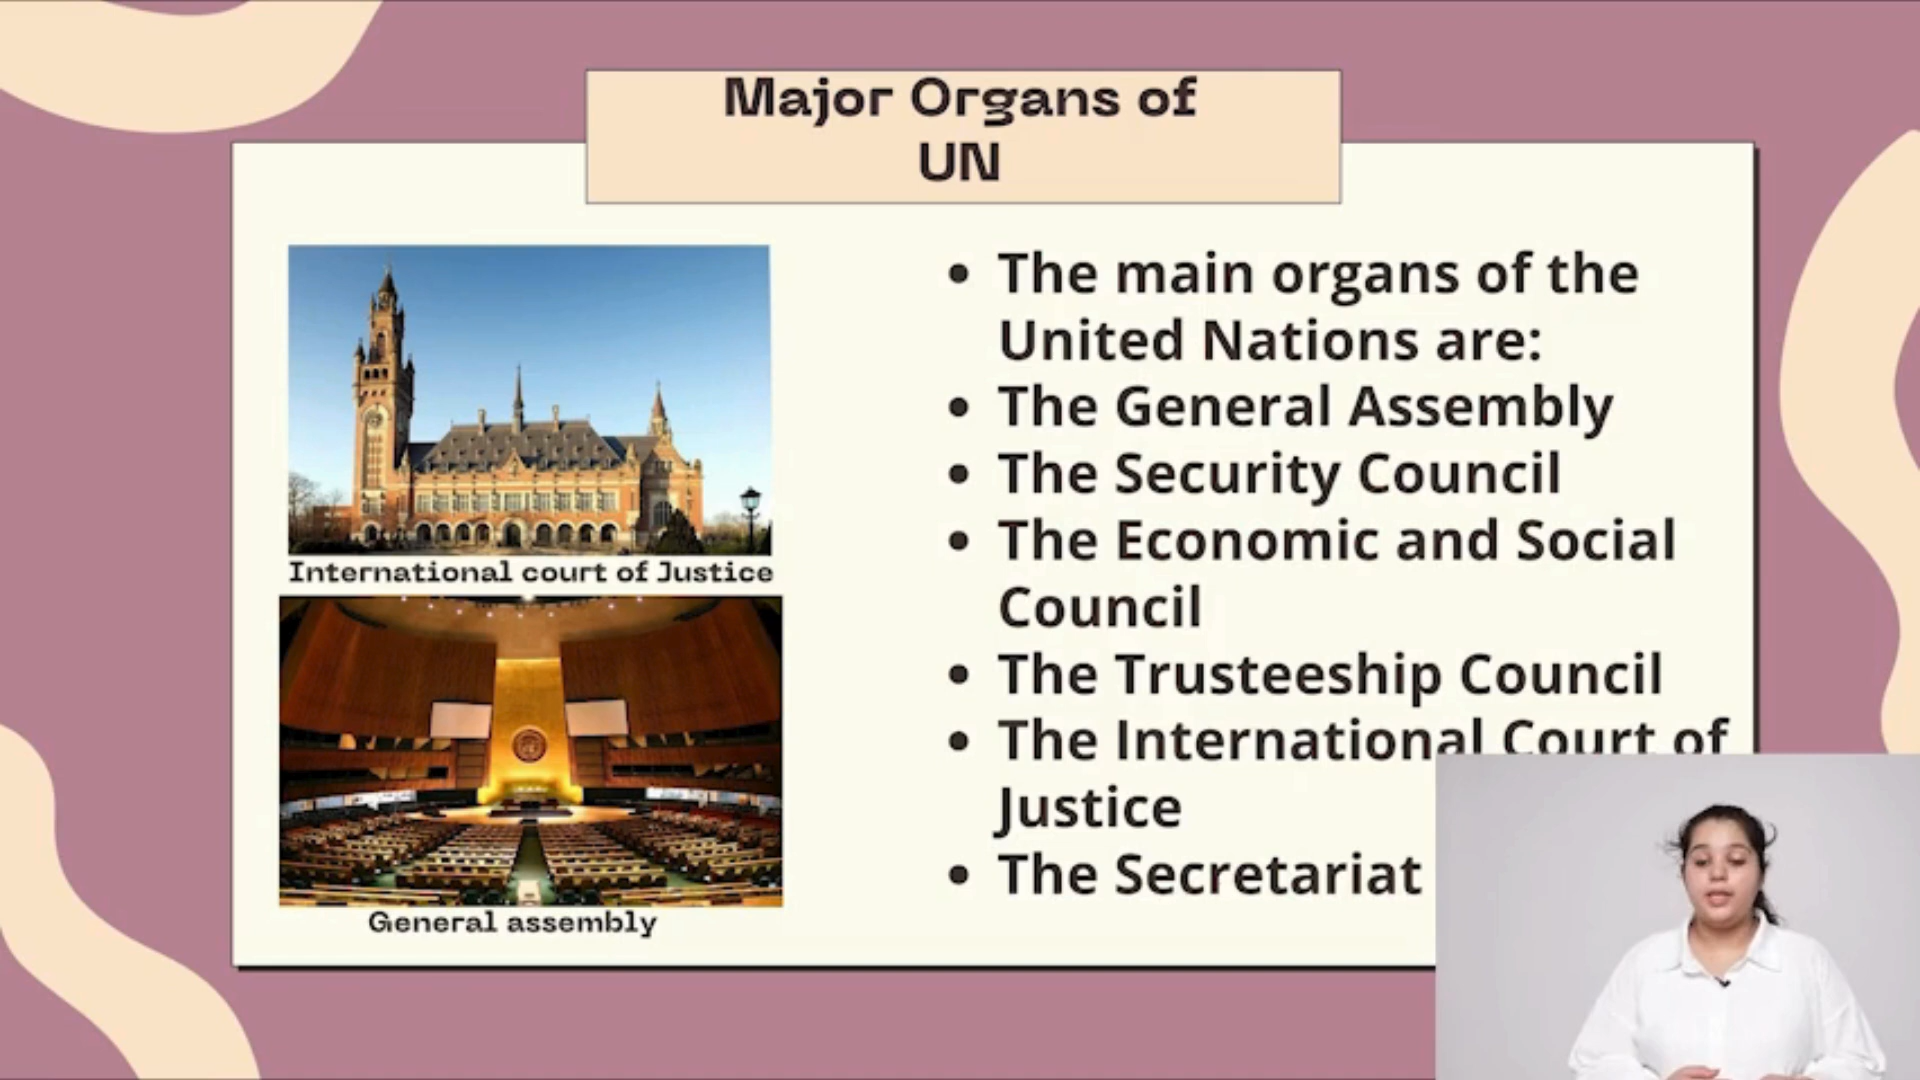 Major Organs of
UN
International court of Justice
General assembly
• The main organs of the
United Nations are:
• The General Assembly
• The Security Council
• The Economic and Social
Council
• The Trusteeship Council
• The International Court of
Justice
• The Secretariat